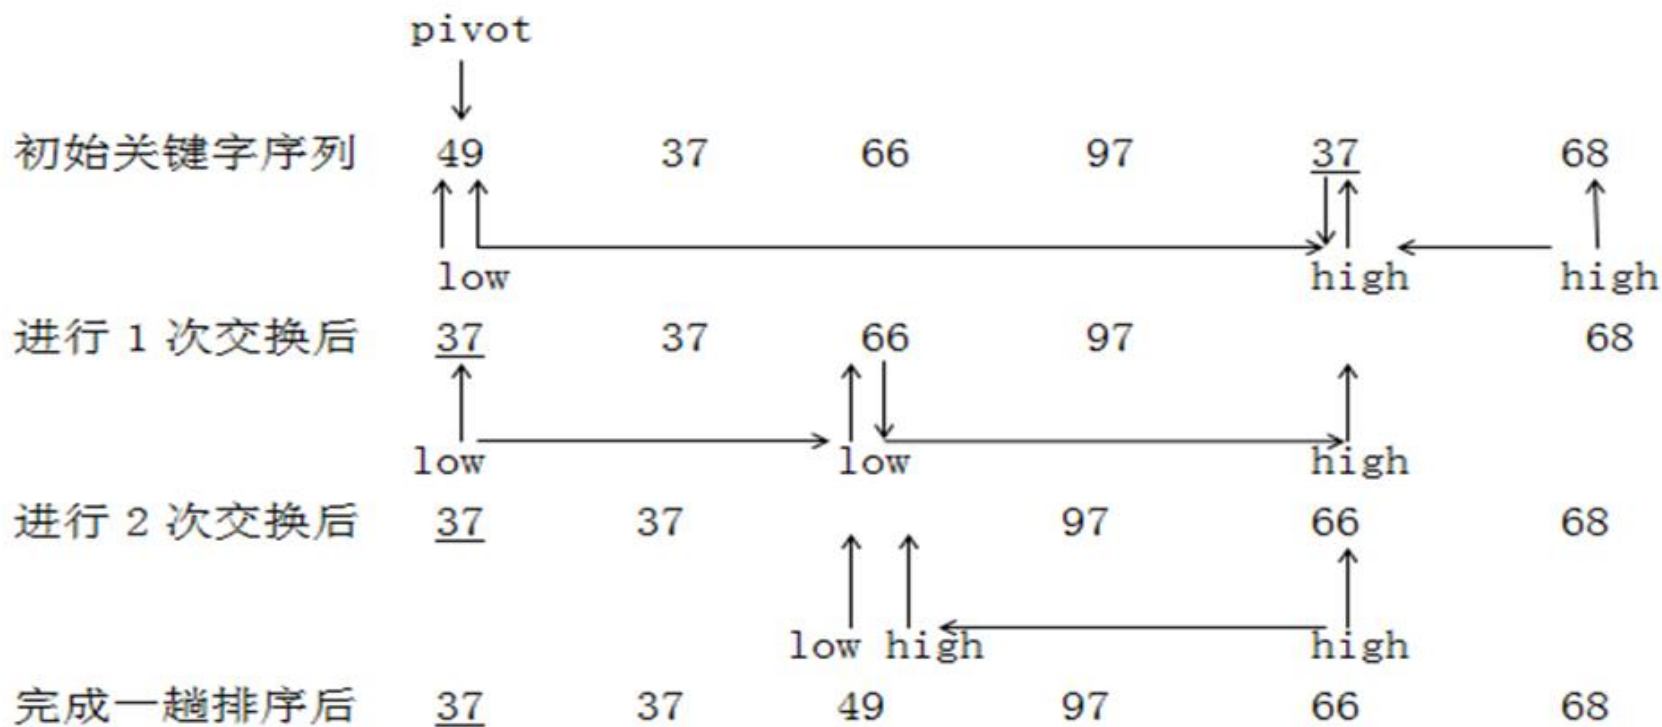 pivot
初始关键字序列 49 37 66 97 37 68
low high high
进行 1 次交换后 37 37 66 97 68
low low high
进行 2 次交换后 37 37 97 66 68
low high high
完成一趟排序后 37 37 49 97 66 68